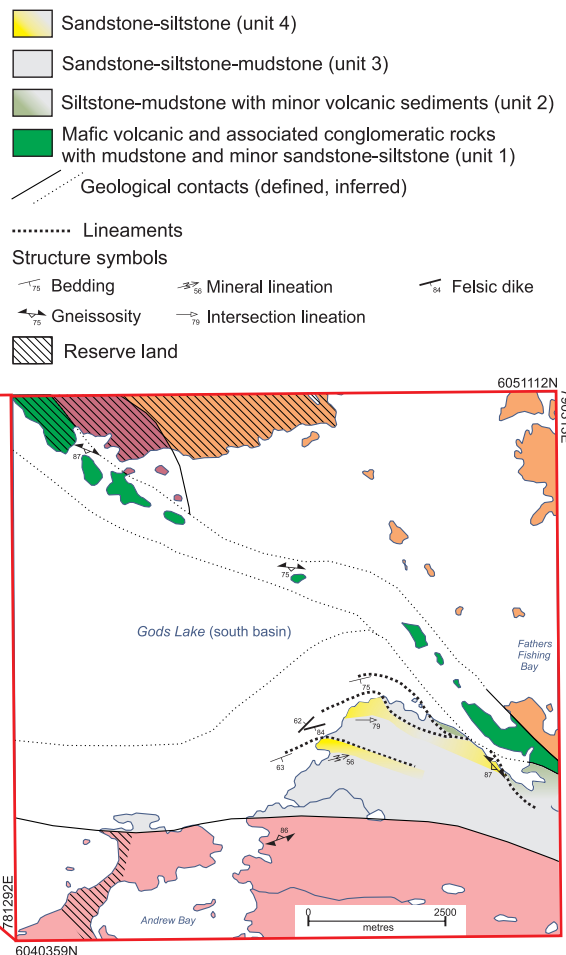 Sandstone-siltstone (unit 4)
Sandstone-siltstone-mudstone (unit 3)
Siltstone-mudstone with minor volcanic sediments (unit 2)
Mafic volcanic and associated conglomeratic rocks
with mudstone and minor sandstone-siltstone (unit 1)
Geological contacts (defined, inferred)
Lineaments
Structure symbols
75 Bedding
56 Mineral lineation
84 Felsic dike
75 Gneissosity
79 Intersection lineation
Reserve land
6051112N
87
75
Gods Lake (south basin)
Fathers
Fishing
Bay
75
62
84
79
63
56
87
86
781292E
Andrew Bay
0 2500
metres
6040359N